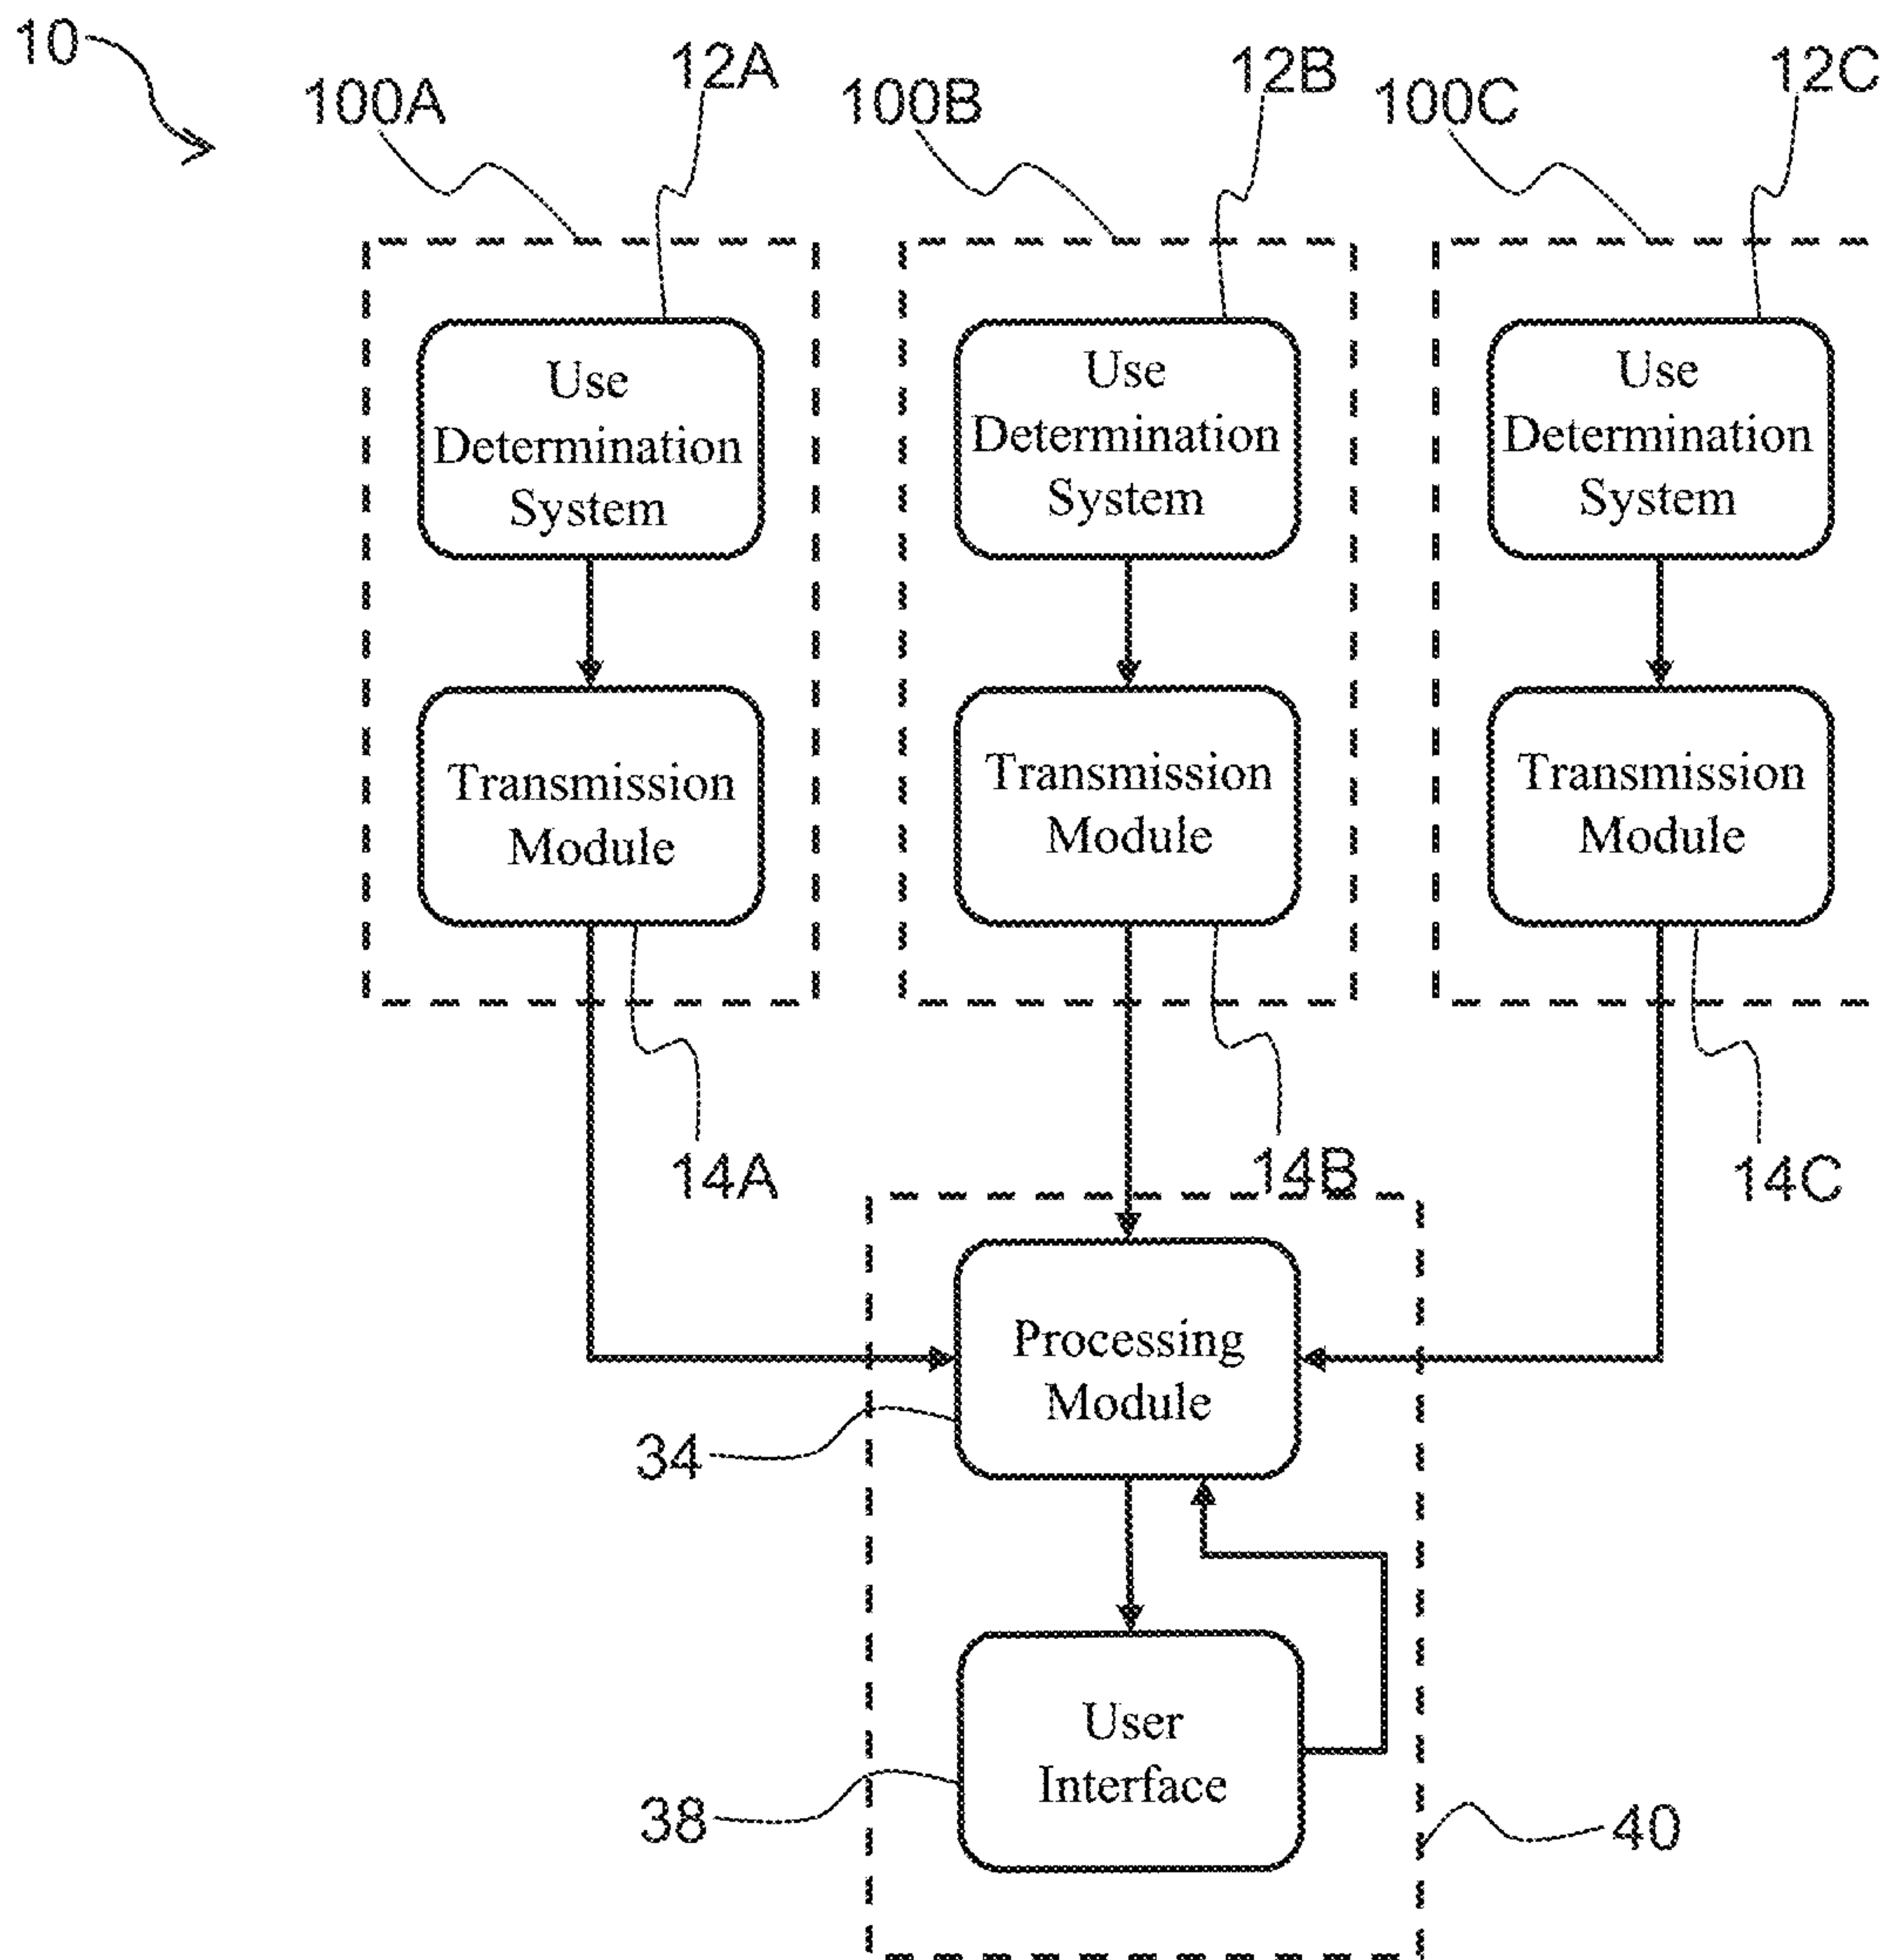 10
100A
12A
100B
12B
100C
12C
Use
Determination
System
Use
Determination
System
Use
Determination
System
Transmission
Module
Transmission
Module
Transmission
Module
14A
14B
14C
Processing
Module
34
User
Interface
38
40